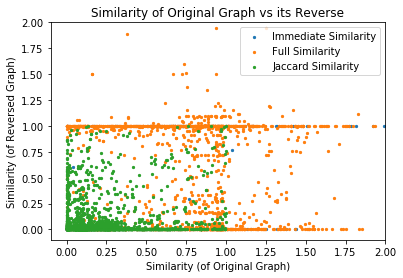 Similarity of Original Graph vs its Reverse
Similarity (of Reversed Graph)
2.00
1.75
1.50
1.25
1.00
0.75
0.50
0.25
0.00
Immediate Similarity
Full Similarity
Jaccard Similarity
0.00 0.25 0.50 0.75 1.00 1.25 1.50 1.75 2.00
Similarity (of Original Graph)